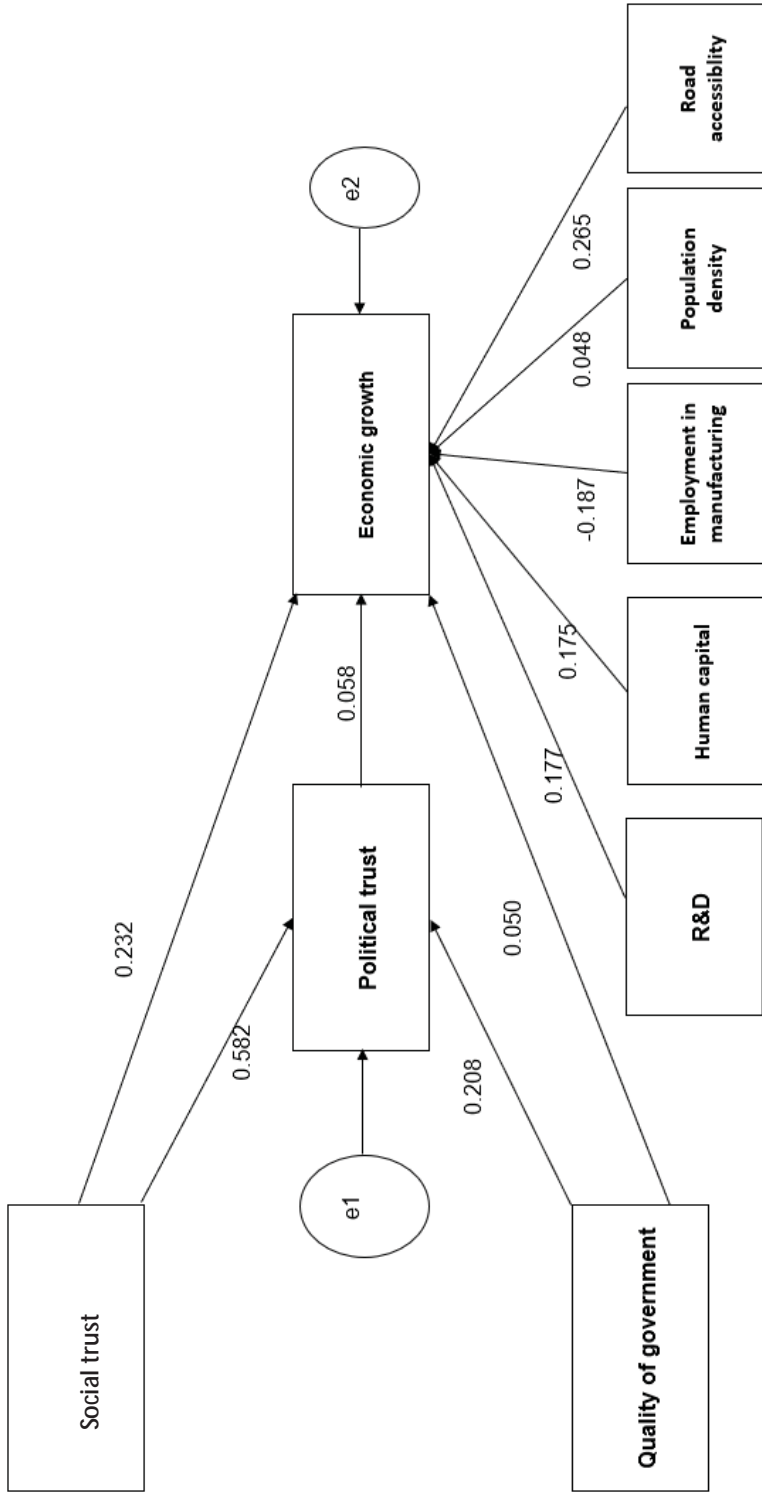 Social trust
0.232
0.582
e1
Political trust
0.058
Economic growth
e2
0.208
0.050
Quality of government
0.177
0.175
-0.187
0.048
0.265
R&D
Human capital
Employment in
manufacturing
Population
density
Road
accessiblity